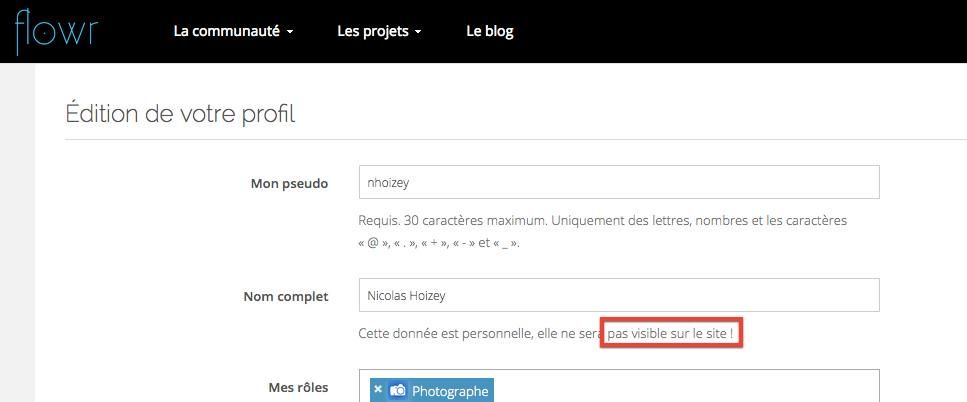 flowr
La communauté Les projets Le blog
Édition de votre profil
Mon pseudo nhoizey
Requis. 30 caractères maximum. Uniquement des lettres, nombres et les caractères
« @ », « . », « + », « - » et « _ ».
Nom complet Nicolas Hoizey
Cette donnée est personnelle, elle ne sera pas visible sur le site !
Mes rôles × Photographe